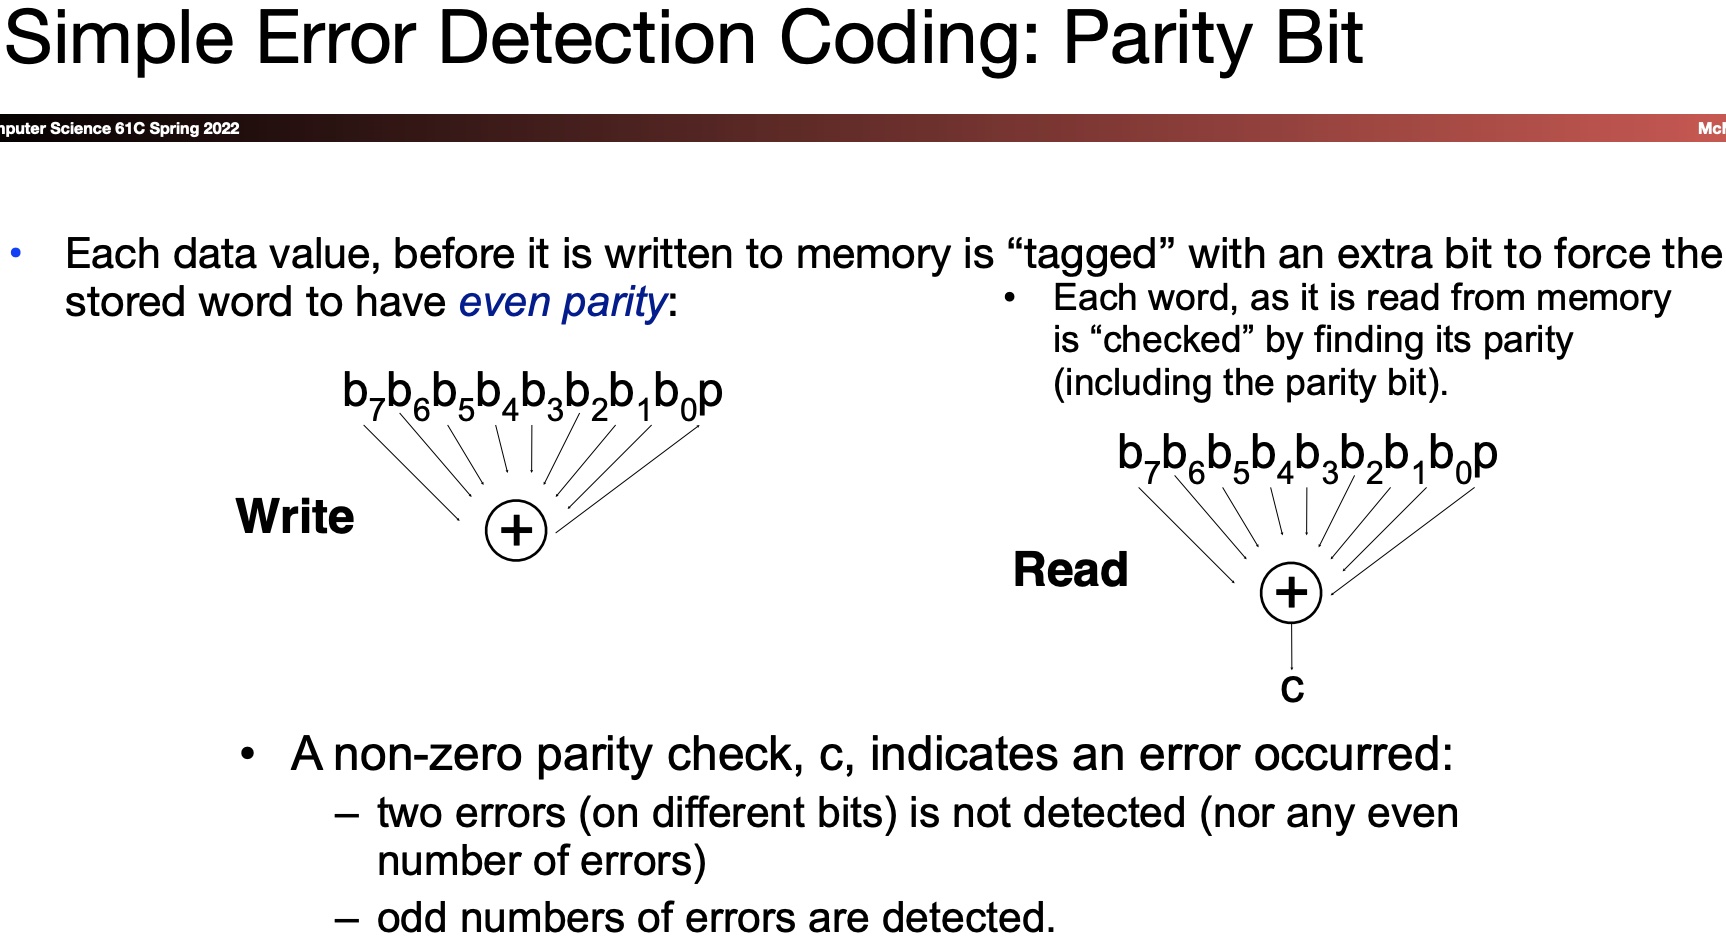 Simple Error Detection Coding: Parity Bit
mputer Science 61C Spring 2022
Mc
• Each data value, before it is written to memory is “tagged” with an extra bit to force the
stored word to have even parity:
b₇b₆b₅b₄b₃b₂b₁b₀p
Write
+
• Each word, as it is read from memory
is “checked” by finding its parity
(including the parity bit).
b₇b₆b₅b₄b₃b₂b₁b₀p
Read
+
c
• A non-zero parity check, c, indicates an error occurred:
– two errors (on different bits) is not detected (nor any even
number of errors)
– odd numbers of errors are detected.